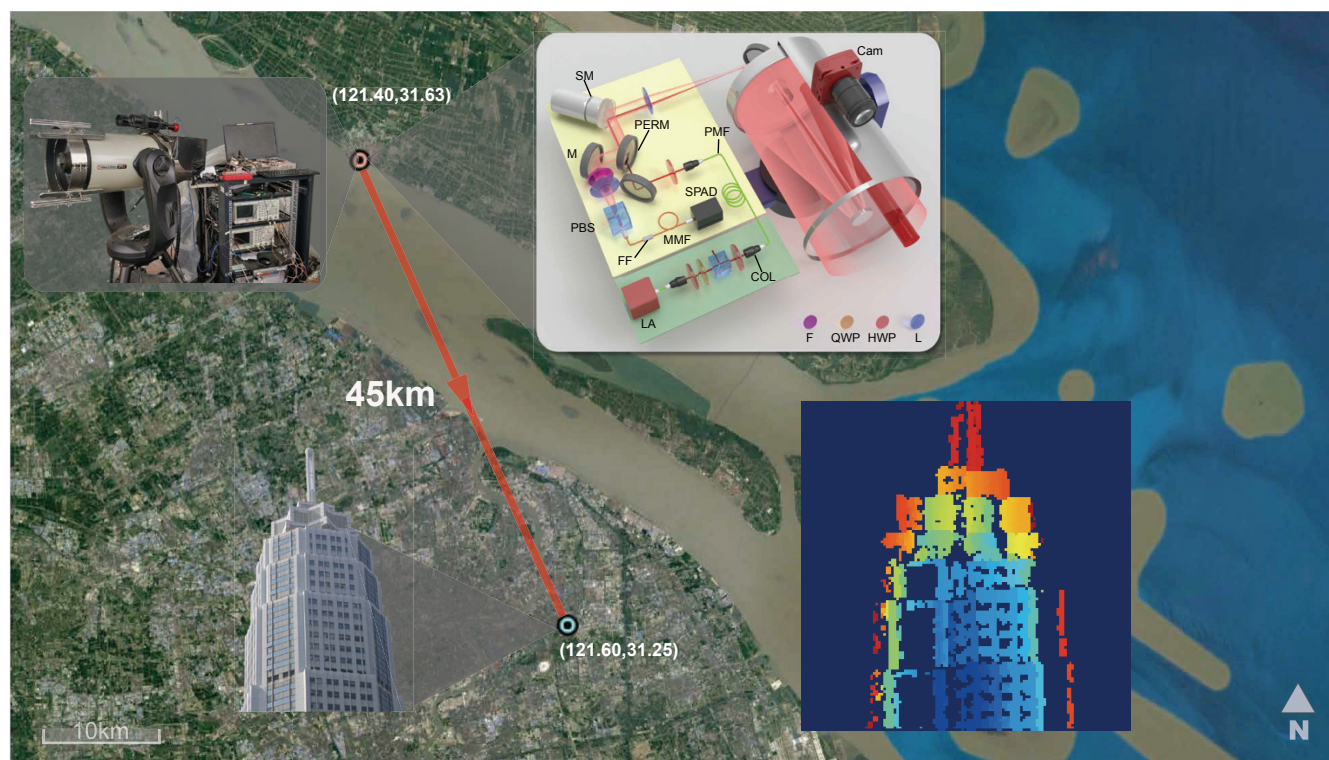 (121.40,31.63)
SM
Cam
PERM
PMF
M
SPAD
PBS
MMF
FF
COL
LA
F QWP HWP L
45km
(121.60,31.25)
10km
N